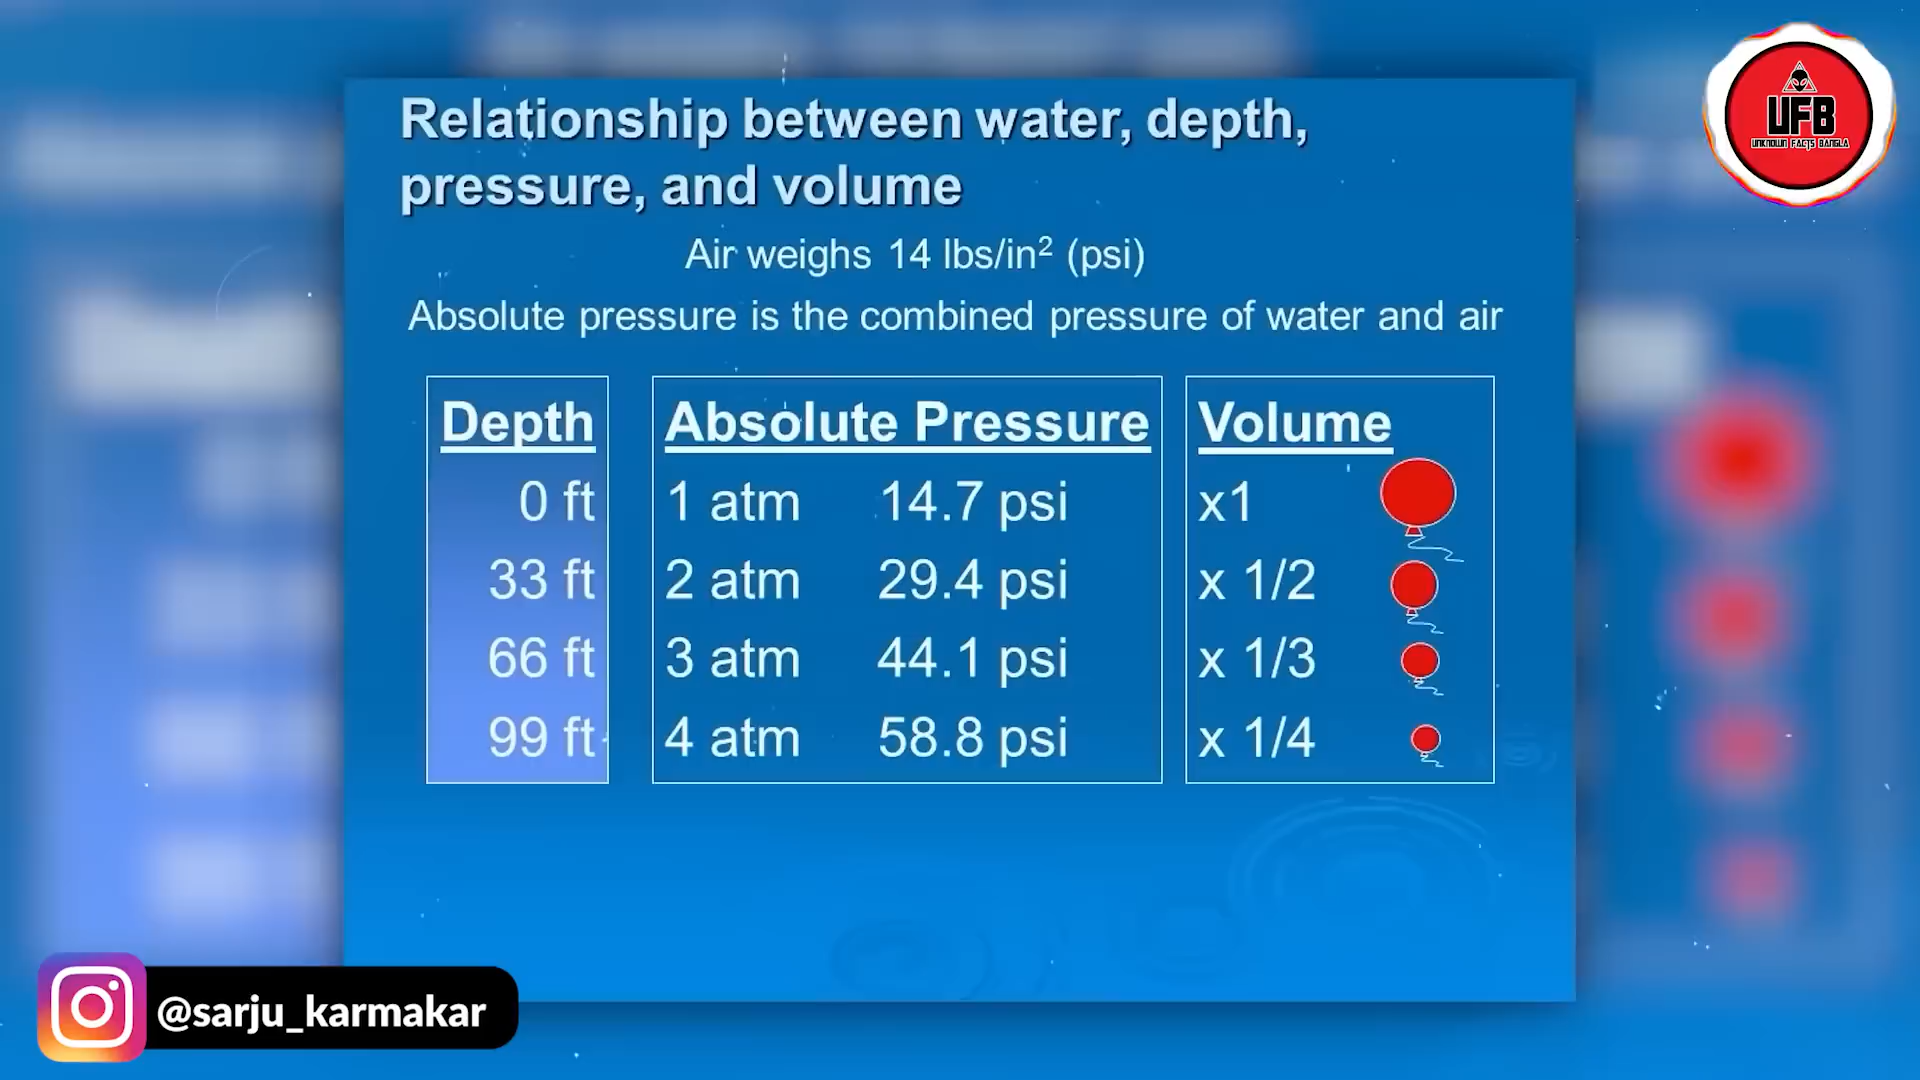 Relationship between water, depth,
pressure, and volume
Air weighs 14 lbs/in² (psi)
Absolute pressure is the combined pressure of water and air
Depth Absolute Pressure Volume
0 ft 1 atm 14.7 psi x1
33 ft 2 atm 29.4 psi x 1/2
66 ft 3 atm 44.1 psi x 1/3
99 ft 4 atm 58.8 psi x 1/4
UFB
UNKNOWN FACTS BANGLA
@sarju_karmakar